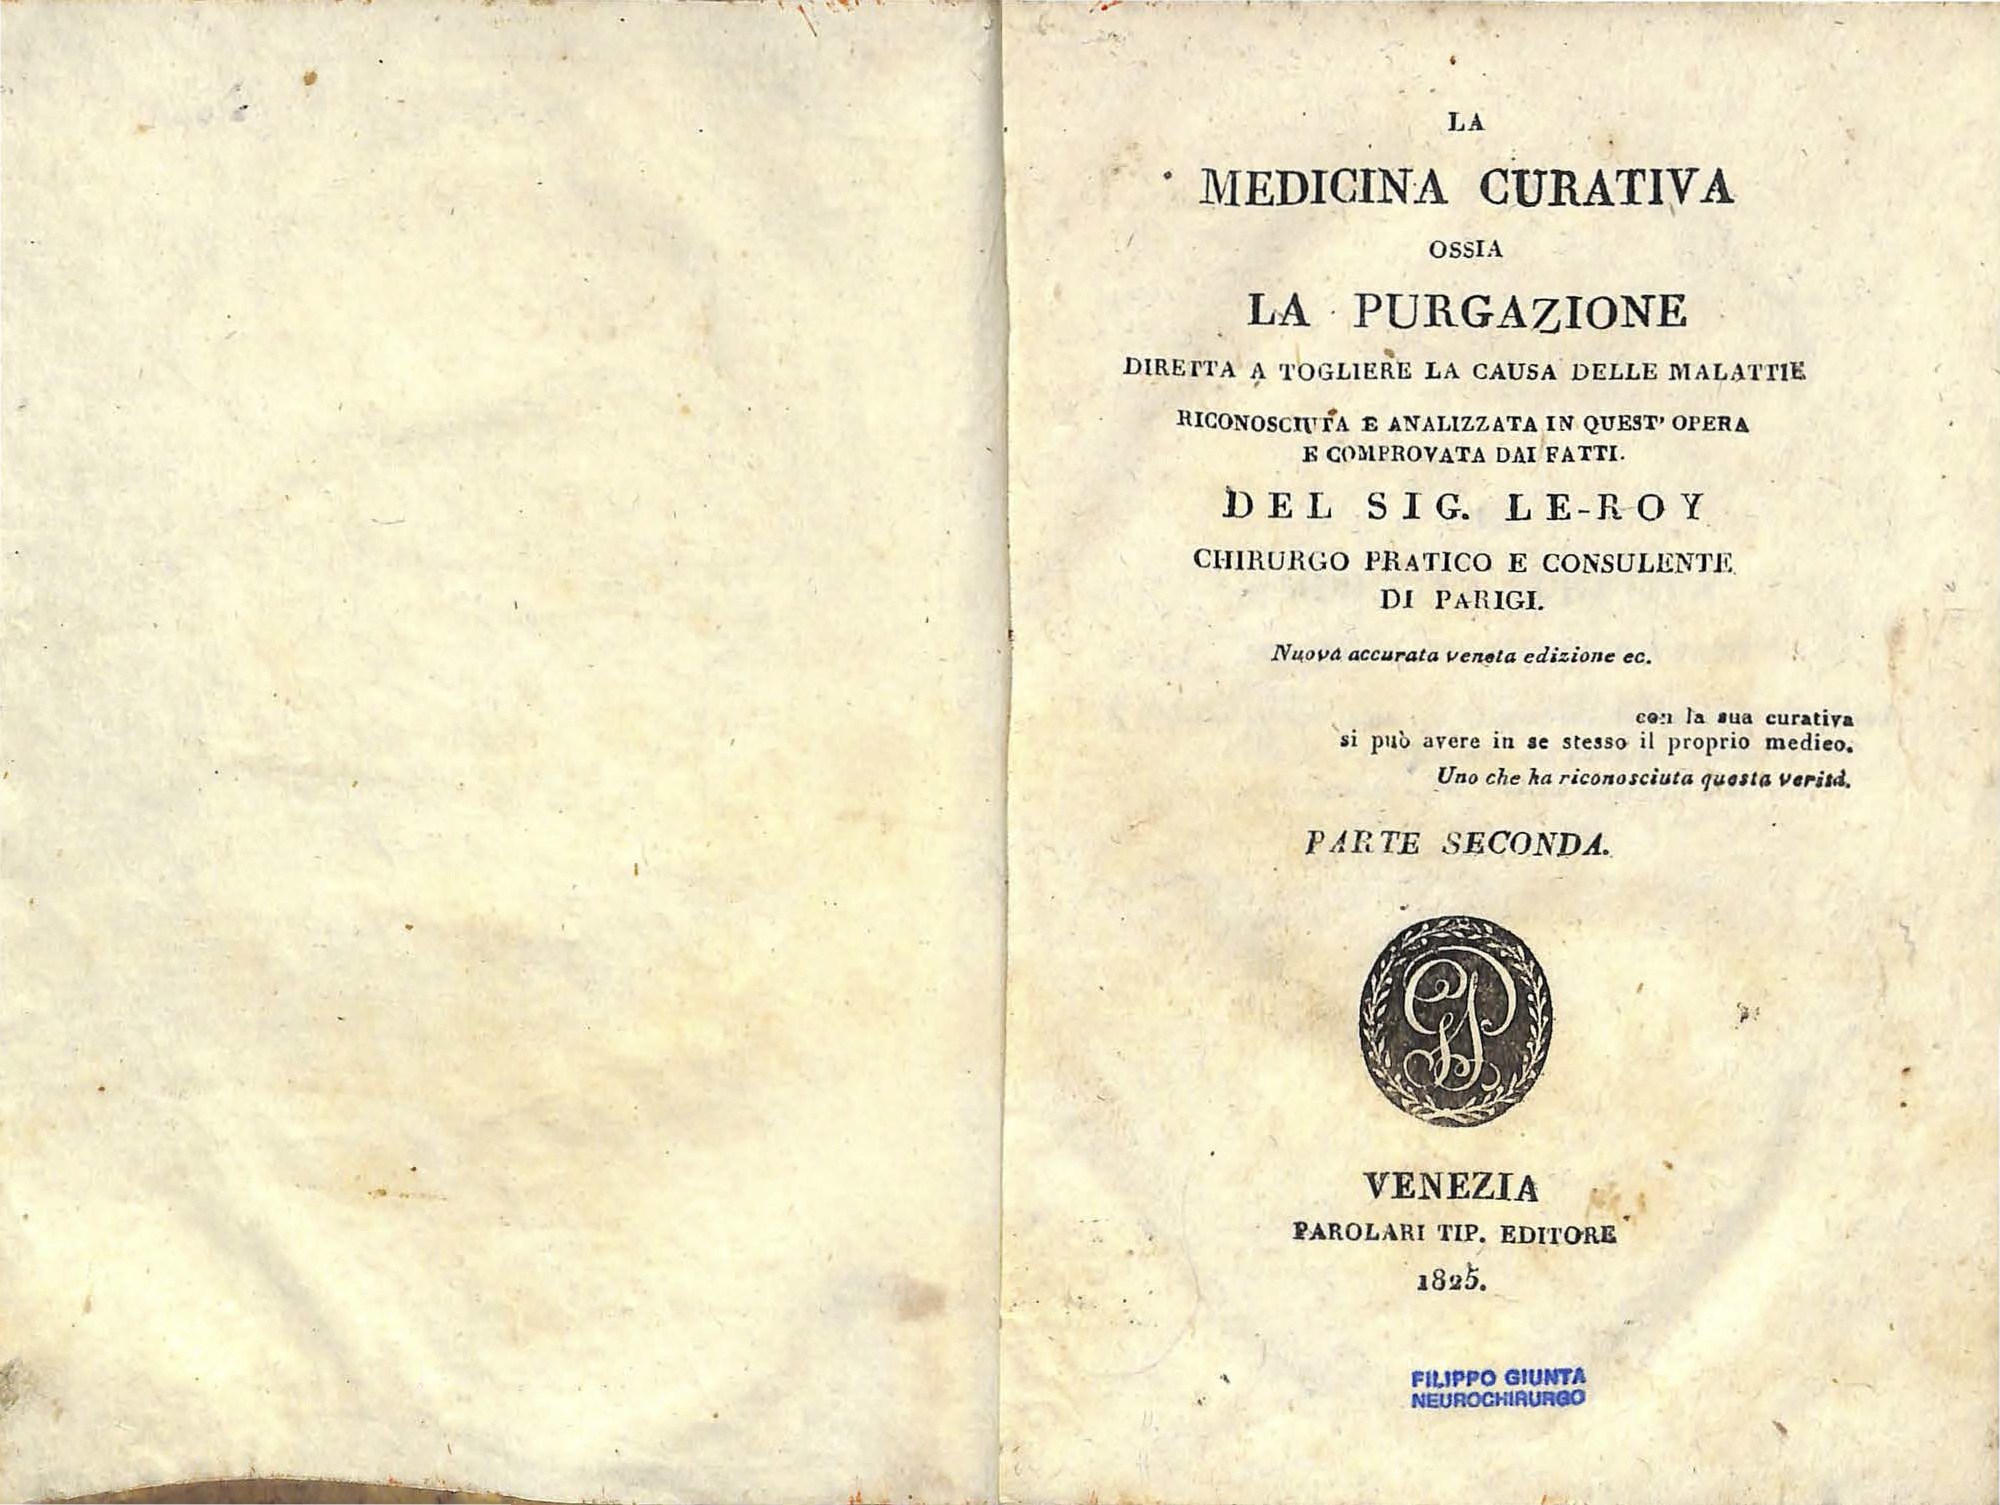 LA
MEDICINA CURATIVA
OSSIA
LA PURGAZIONE
DIRETTA A TOGLIERE LA CAUSA DELLE MALATTIE
RICONOSCIUTA E ANALIZZATA IN QUEST' OPERA
E COMPROVATA DAI FATTI.
DEL SIG. LE-ROY
CHIRURGO PRATICO E CONSULENTE
DI PARIGI.
Nuova accurata veneta edizione ec.
con la sua curativa
si può avere in se stesso il proprio medico.
Uno che ha riconosciuta questa verità.
PARTE SECONDA.
VENEZIA
PAROLARI TIP. EDITORE
1825.
FILIPPO GIUNTA
NEUROCHIRURGO